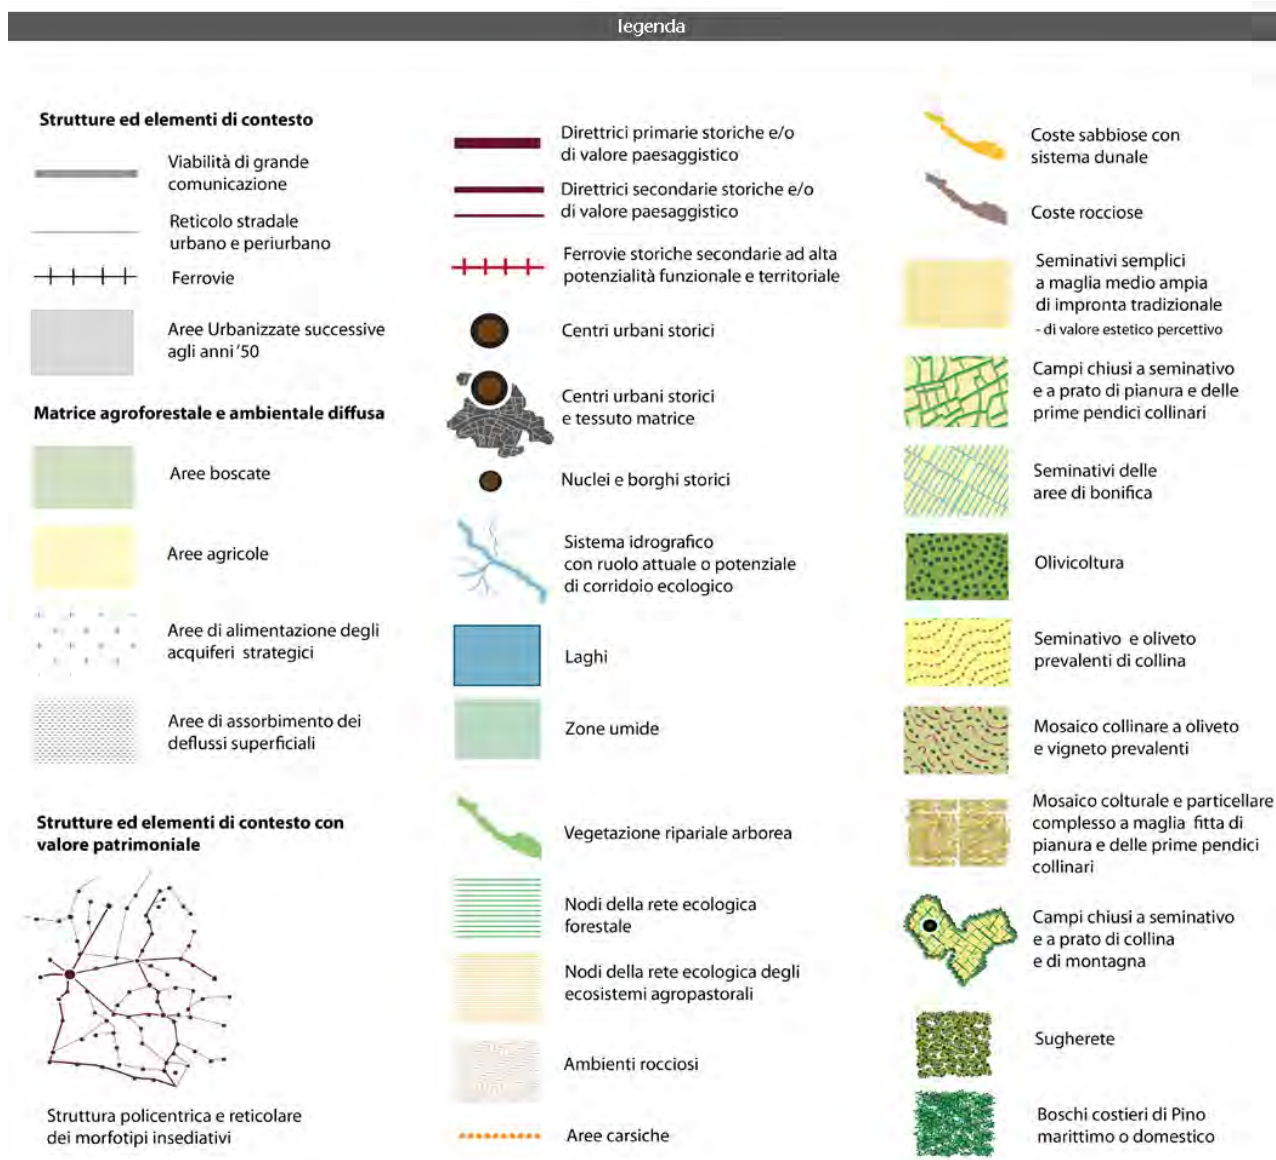 legenda
Strutture ed elementi di contesto
Viabilità di grande
comunicazione
Reticolo stradale
urbano e periurbano
Ferrovie
Aree Urbanizzate successive
agli anni '50
Matrice agroforestale e ambientale diffusa
Aree boscate
Aree agricole
Aree di alimentazione degli
acquiferi strategici
Aree di assorbimento dei
deflussi superficiali
Strutture ed elementi di contesto con
valore patrimoniale
Struttura policentrica e reticolare
dei morfotipi insediativi
Direttrici primarie storiche e/o
di valore paesaggistico
Direttrici secondarie storiche e/o
di valore paesaggistico
Ferrovie storiche secondarie ad alta
potenzialità funzionale e territoriale
Centri urbani storici
Centri urbani storici
e tessuto matrice
Nuclei e borghi storici
Sistema idrografico
con ruolo attuale o potenziale
di corridoio ecologico
Laghi
Zone umide
Vegetazione ripariale arborea
Nodi della rete ecologica
forestale
Nodi della rete ecologica degli
ecosistemi agropastorali
Ambienti rocciosi
Aree carsiche
Coste sabbiose con
sistema dunale
Coste rocciose
Seminativi semplici
a maglia medio ampia
di impronta tradizionale
- di valore estetico percettivo
Campi chiusi a seminativo
e a prato di pianura e delle
prime pendici collinari
Seminativi delle
aree di bonifica
Olivicoltura
Seminativo e oliveto
prevalenti di collina
Mosaico collinare a oliveto
e vigneto prevalenti
Mosaico colturale e particellare
complesso a maglia fitta di
pianura e delle prime pendici
collinari
Campi chiusi a seminativo
e a prato di collina
e di montagna
Sugherete
Boschi costieri di Pino
marittimo o domestico